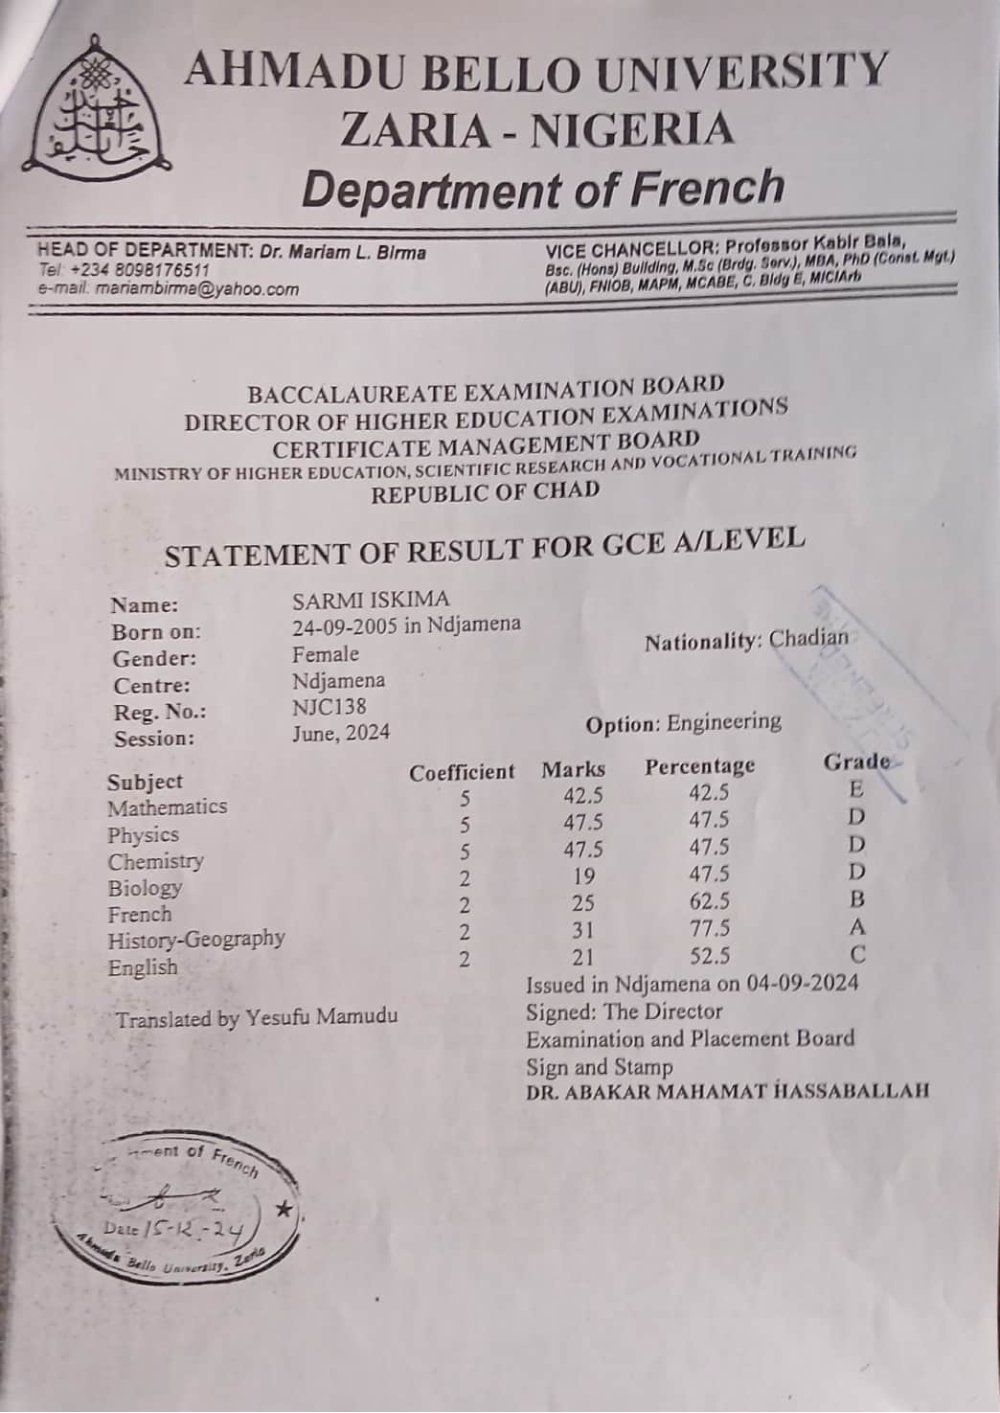 AHMADU BELLO UNIVERSITY
ZARIA - NIGERIA
Department of French
HEAD OF DEPARTMENT: Dr. Mariam L. Birma
Tel: +234 8098176511
e-mail: mariambirma@yahoo.com
VICE CHANCELLOR: Professor Kabir Bala,
Bsc. (Hons) Building, M.Sc (Brdg. Serv.), MBA, PhD (Const. Mgt.)
(ABU), FNIOB, MAPM, MCABE, C. Bldg E, MICIArb
BACCALAUREATE EXAMINATION BOARD
DIRECTOR OF HIGHER EDUCATION EXAMINATIONS
CERTIFICATE MANAGEMENT BOARD
MINISTRY OF HIGHER EDUCATION, SCIENTIFIC RESEARCH AND VOCATIONAL TRAINING
REPUBLIC OF CHAD
STATEMENT OF RESULT FOR GCE A/LEVEL
Name: SARMI ISKIMA
Born on: 24-09-2005 in Ndjamena
Nationality: Chadian
Gender: Female
Centre: Ndjamena
Reg. No.: NJC138
Option: Engineering
Session: June, 2024
Subject Coefficient Marks Percentage Grade
Mathematics 5 42.5 42.5 E
Physics 5 47.5 47.5 D
Chemistry 5 47.5 47.5 D
Biology 2 19 47.5 D
French 2 25 62.5 B
History-Geography 2 31 77.5 A
English 2 21 52.5 C
Issued in Ndjamena on 04-09-2024
Translated by Yesufu Mamudu
Signed: The Director
Examination and Placement Board
Sign and Stamp
DR. ABAKAR MAHAMAT HASSABALLAH
of French
Date 15-12-24
Ahmadu Bello University, Zaria